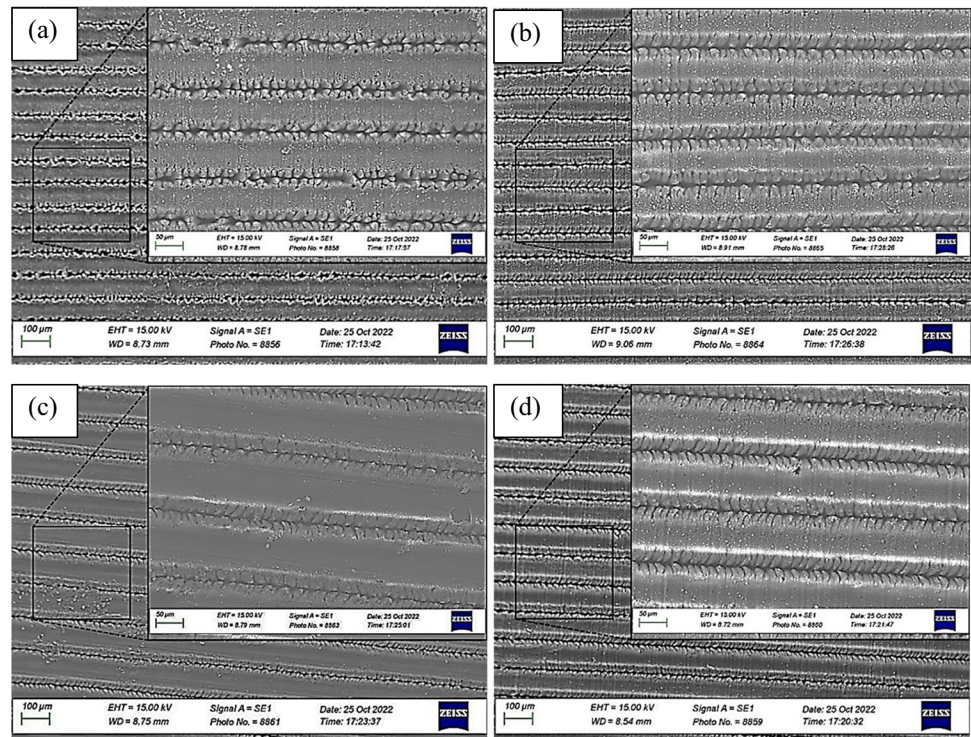 (a)
50 µm
EHT = 15.00 kV
Signal A = SE1
Date: 25 Oct 2022
WD = 8.78 mm
Photo No. = 8858
Time: 17:17:57
ZEISS
100 µm
EHT = 15.00 kV
Signal A = SE1
Date: 25 Oct 2022
WD = 8.73 mm
Photo No. = 8856
Time: 17:13:42
ZEISS
(b)
50 µm
EHT = 15.00 kV
Signal A = SE1
Date: 25 Oct 2022
WD = 8.91 mm
Photo No. = 8865
Time: 17:28:26
ZEISS
100 µm
EHT = 15.00 kV
Signal A = SE1
Date: 25 Oct 2022
WD = 9.06 mm
Photo No. = 8864
Time: 17:26:38
ZEISS
(c)
50 µm
EHT = 15.00 kV
Signal A = SE1
Date: 25 Oct 2022
WD = 8.79 mm
Photo No. = 8863
Time: 17:25:01
ZEISS
100 µm
EHT = 15.00 kV
Signal A = SE1
Date: 25 Oct 2022
WD = 8.75 mm
Photo No. = 8861
Time: 17:23:37
ZEISS
(d)
50 µm
EHT = 15.00 kV
Signal A = SE1
Date: 25 Oct 2022
WD = 8.72 mm
Photo No. = 8860
Time: 17:21:47
ZEISS
100 µm
EHT = 15.00 kV
Signal A = SE1
Date: 25 Oct 2022
WD = 8.54 mm
Photo No. = 8859
Time: 17:20:32
ZEISS